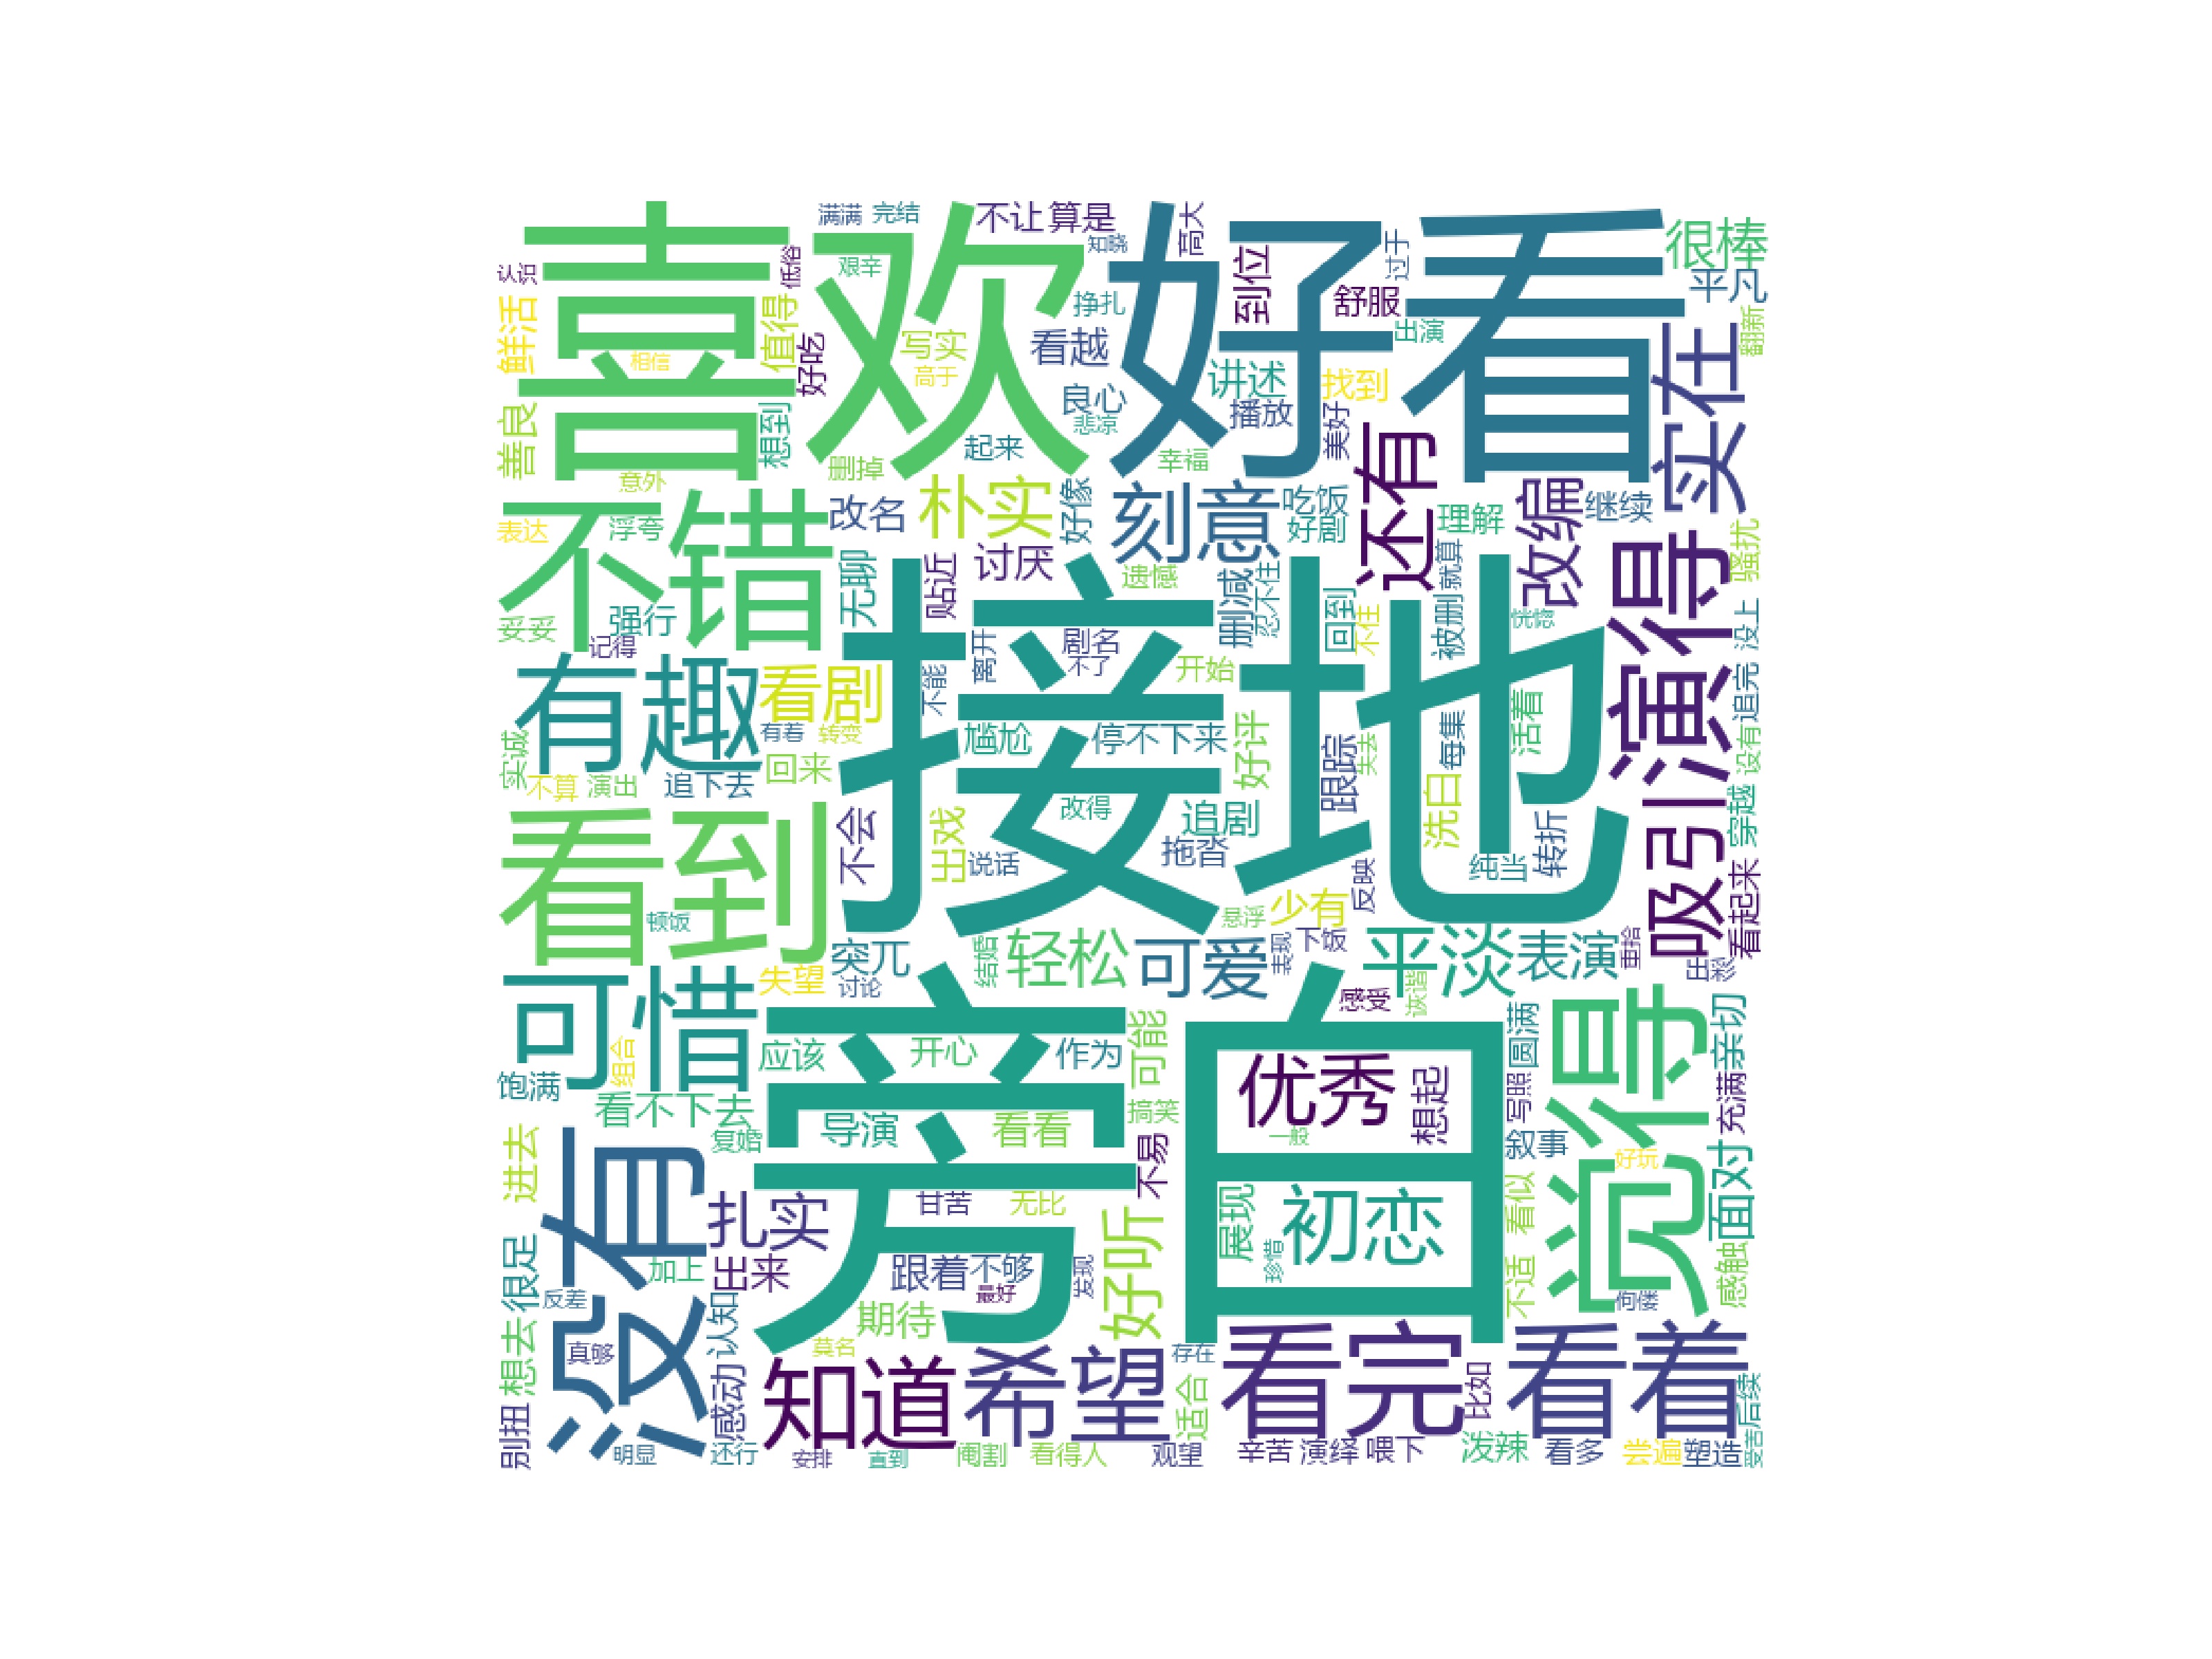 喜欢
好看
接地
旁白
不错
看到
没有
觉得
有趣
可惜
演得
看完
看着
知道
希望
吸引
实在
还有
改编
刻意
朴实
看剧
轻松
可爱
平淡
表演
优秀
初恋
扎实
好听
很棒
平凡
翻新
满满
完结
不让
算是
知晓
高大
过于
到位
舒服
出演
认识
低俗
艰辛
鲜活
值得
好吃
相信
写实
高于
挣扎
看越
良心
悲凉
讲述
找到
播放
美好
善良
想到
意外
删掉
起来
幸福
表达
浮夸
改名
好像
吃饭
好剧
理解
继续
骚扰
妥妥
强行
记得
无聊
贴近
讨厌
遗憾
删减
忍不住
回到
不住
被删
就算
恍惚
没上
剧名
不了
离开
不能
开始
有着
转变
实诚
不算
演出
追下去
回来
尴尬
停不下来
好评
跟踪
失去
每集
活着
追完
设有
穿越
改得
追剧
洗白
转折
不会
出戏
说话
拖沓
纯当
反映
看起来
顿饭
悬浮
少有
突兀
失望
讨论
结婚
表现
下饭
重拾
出彩
感受
诙谐
饱满
组合
应该
开心
作为
可能
圆满
亲切
看不下去
复婚
导演
看看
搞笑
想起
一般
写照
充满
叙事
好玩
进去
不易
甘苦
无比
展现
珍惜
看似
面对
很足
加上
出来
跟着
不够
最好
发现
不适
何继
感触
反差
真够
认知
期待
想去
感动
莫名
存在
适合
比如
后续
别扭
明显
还行
安排
直到
阉割
看得人
观望
辛苦
演绎
喂下
泼辣
看多
尝遍
塑造
受苦